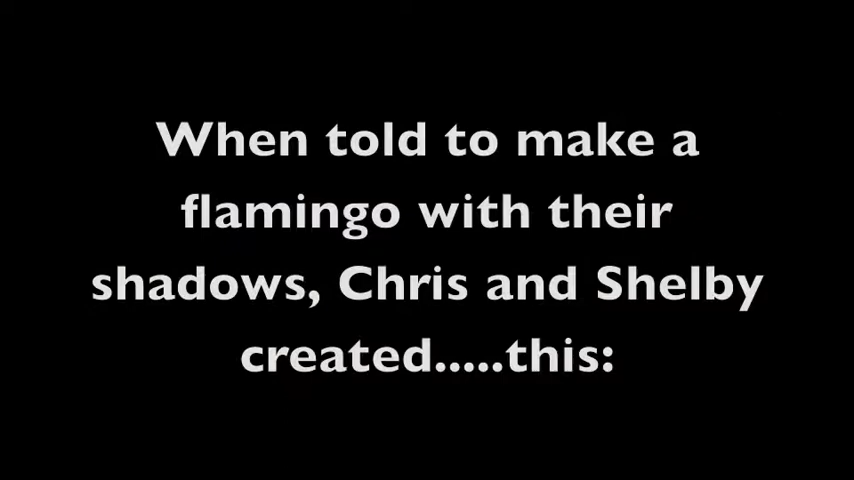 When told to make a
flamingo with their
shadows, Chris and Shelby
created.....this: